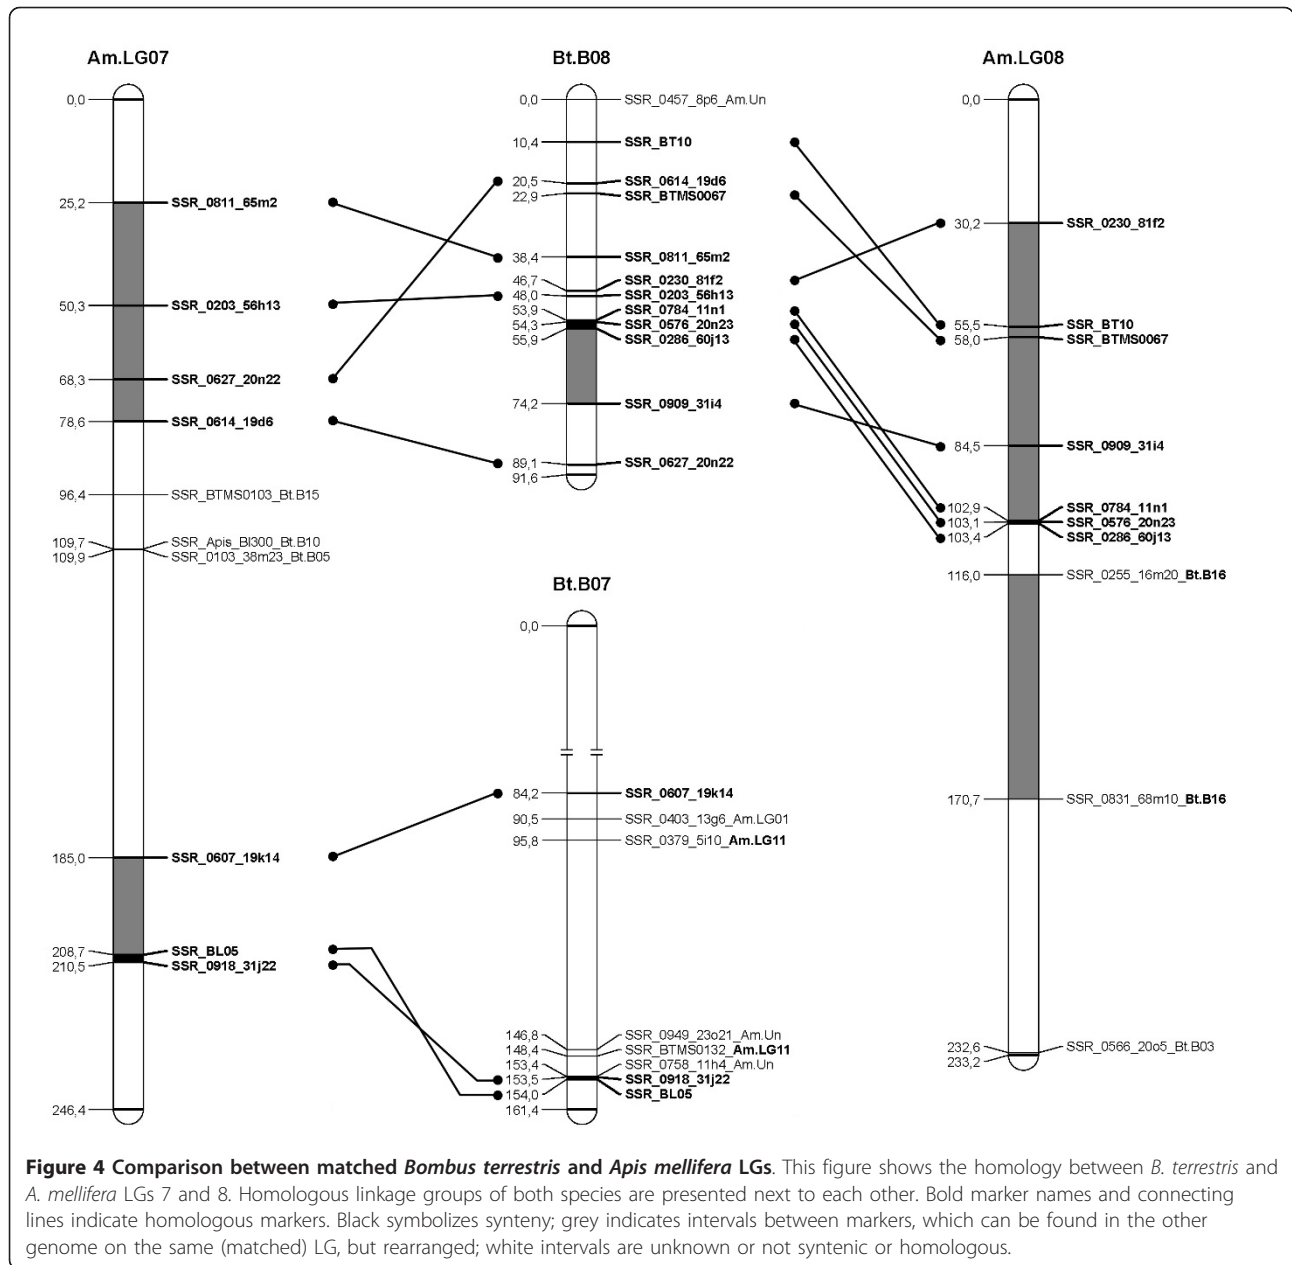 Am.LG07
0,0
25,2 SSR_0811_65m2
50,3 SSR_0203_56h13
68,3 SSR_0627_20n22
78,6 SSR_0614_19d6
96,4 SSR_BTMS0103_Bt.B15
109,7 SSR_Apis_BI300_Bt.B10
109,9 SSR_0103_38m23_Bt.B05
185,0 SSR_0607_19k14
208,7 SSR_BL05
210,5 SSR_0918_31j22
246,4
Bt.B08
0,0 SSR_0457_8p6_Am.Un
10,4 SSR_BT10
20,5 SSR_0614_19d6
22,9 SSR_BTMS0067
38,4 SSR_0811_65m2
46,7 SSR_0230_81f2
48,0 SSR_0203_56h13
53,9 SSR_0784_11n1
54,3 SSR_0576_20n23
55,9 SSR_0286_60j13
74,2 SSR_0909_31i4
89,1 SSR_0627_20n22
91,6
Bt.B07
0,0
84,2 SSR_0607_19k14
90,5 SSR_0403_13g6_Am.LG01
95,8 SSR_0379_5i10_Am.LG11
146,8 SSR_0949_23o21_Am.Un
148,4 SSR_BTMS0132_Am.LG11
153,4 SSR_0758_11h4_Am.Un
153,5 SSR_0918_31j22
154,0 SSR_BL05
161,4
Am.LG08
0,0
30,2 SSR_0230_81f2
55,5 SSR_BT10
58,0 SSR_BTMS0067
84,5 SSR_0909_31i4
102,9 SSR_0784_11n1
103,1 SSR_0576_20n23
103,4 SSR_0286_60j13
116,0 SSR_0255_16m20_Bt.B16
170,7 SSR_0831_68m10_Bt.B16
232,6 SSR_0566_20o5_Bt.B03
233,2
Figure 4 Comparison between matched Bombus terrestris and Apis mellifera LGs. This figure shows the homology between B. terrestris and
A. mellifera LGs 7 and 8. Homologous linkage groups of both species are presented next to each other. Bold marker names and connecting
lines indicate homologous markers. Black symbolizes synteny; grey indicates intervals between markers, which can be found in the other
genome on the same (matched) LG, but rearranged; white intervals are unknown or not syntenic or homologous.